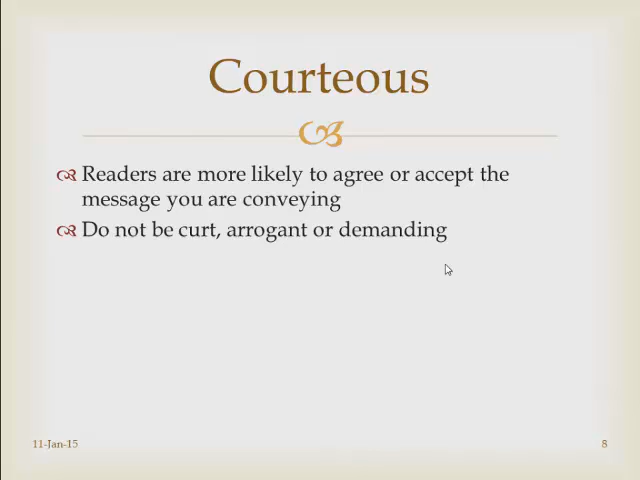 Courteous
Readers are more likely to agree or accept the
message you are conveying
Do not be curt, arrogant or demanding
11-Jan-15
8